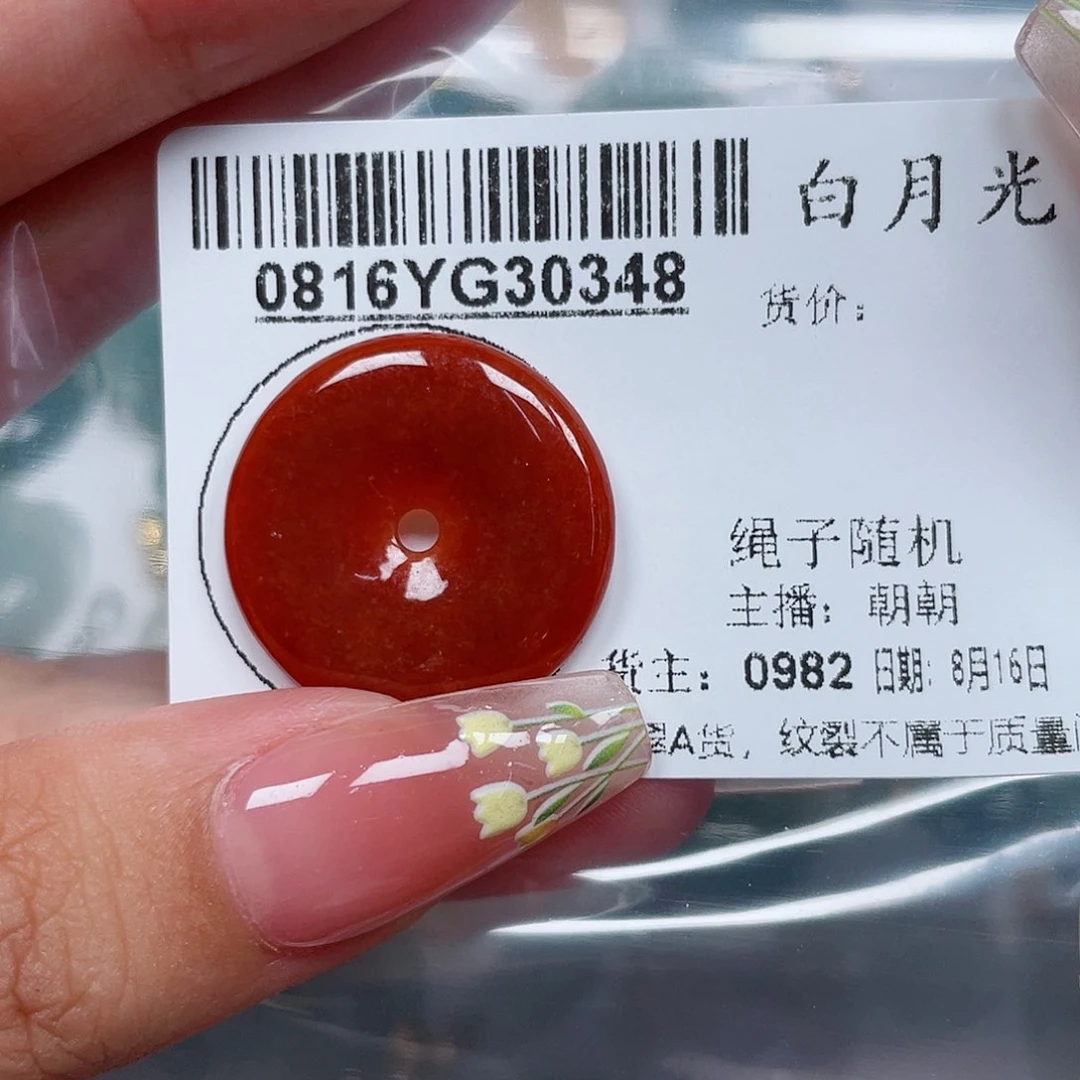 白月光
0816YG30348
货价：
绳子随机
主播：朝朝
货主：0982 日期：8月16日
A货，纹裂不属于质量